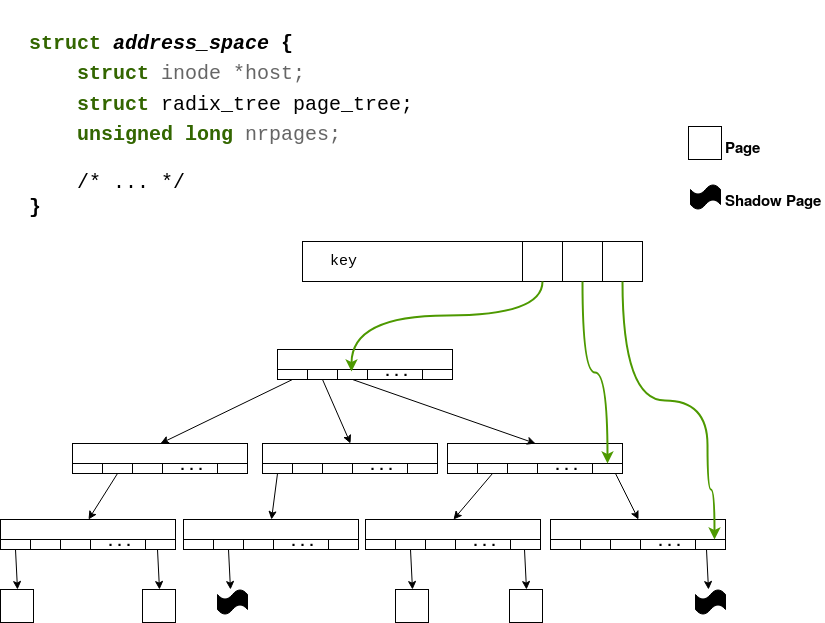 struct address_space {
struct inode *host;
struct radix_tree page_tree;
unsigned long nrpages;
/* ... */
}
Page
Shadow Page
key
...
...
...
...
...
...
...
...